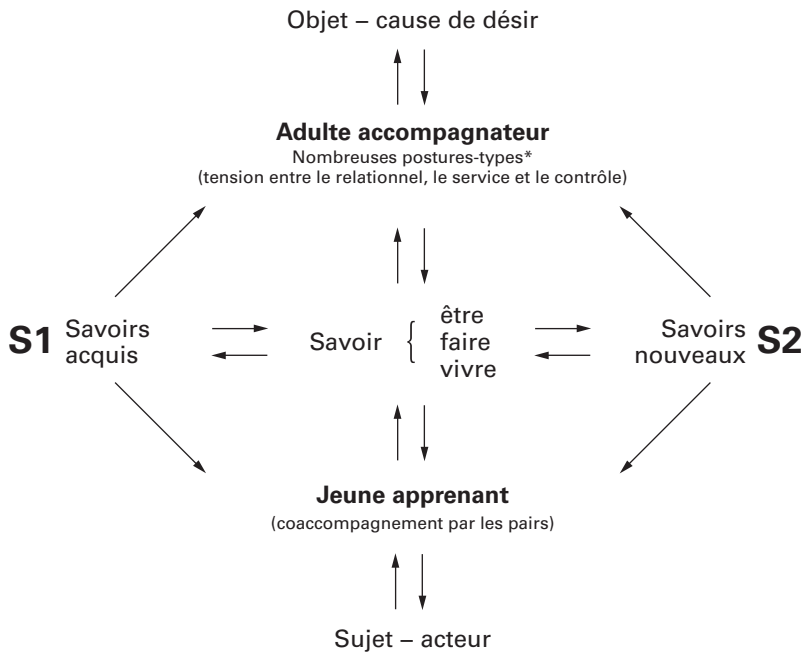 Objet – cause de désir
Adulte accompagnateur
Nombreuses postures-types*
(tension entre le relationnel, le service et le contrôle)
S1
Savoirs
acquis
Savoir
{
être
faire
vivre
Savoirs
nouveaux
S2
Jeune apprenant
(coaccompagnement par les pairs)
Sujet – acteur